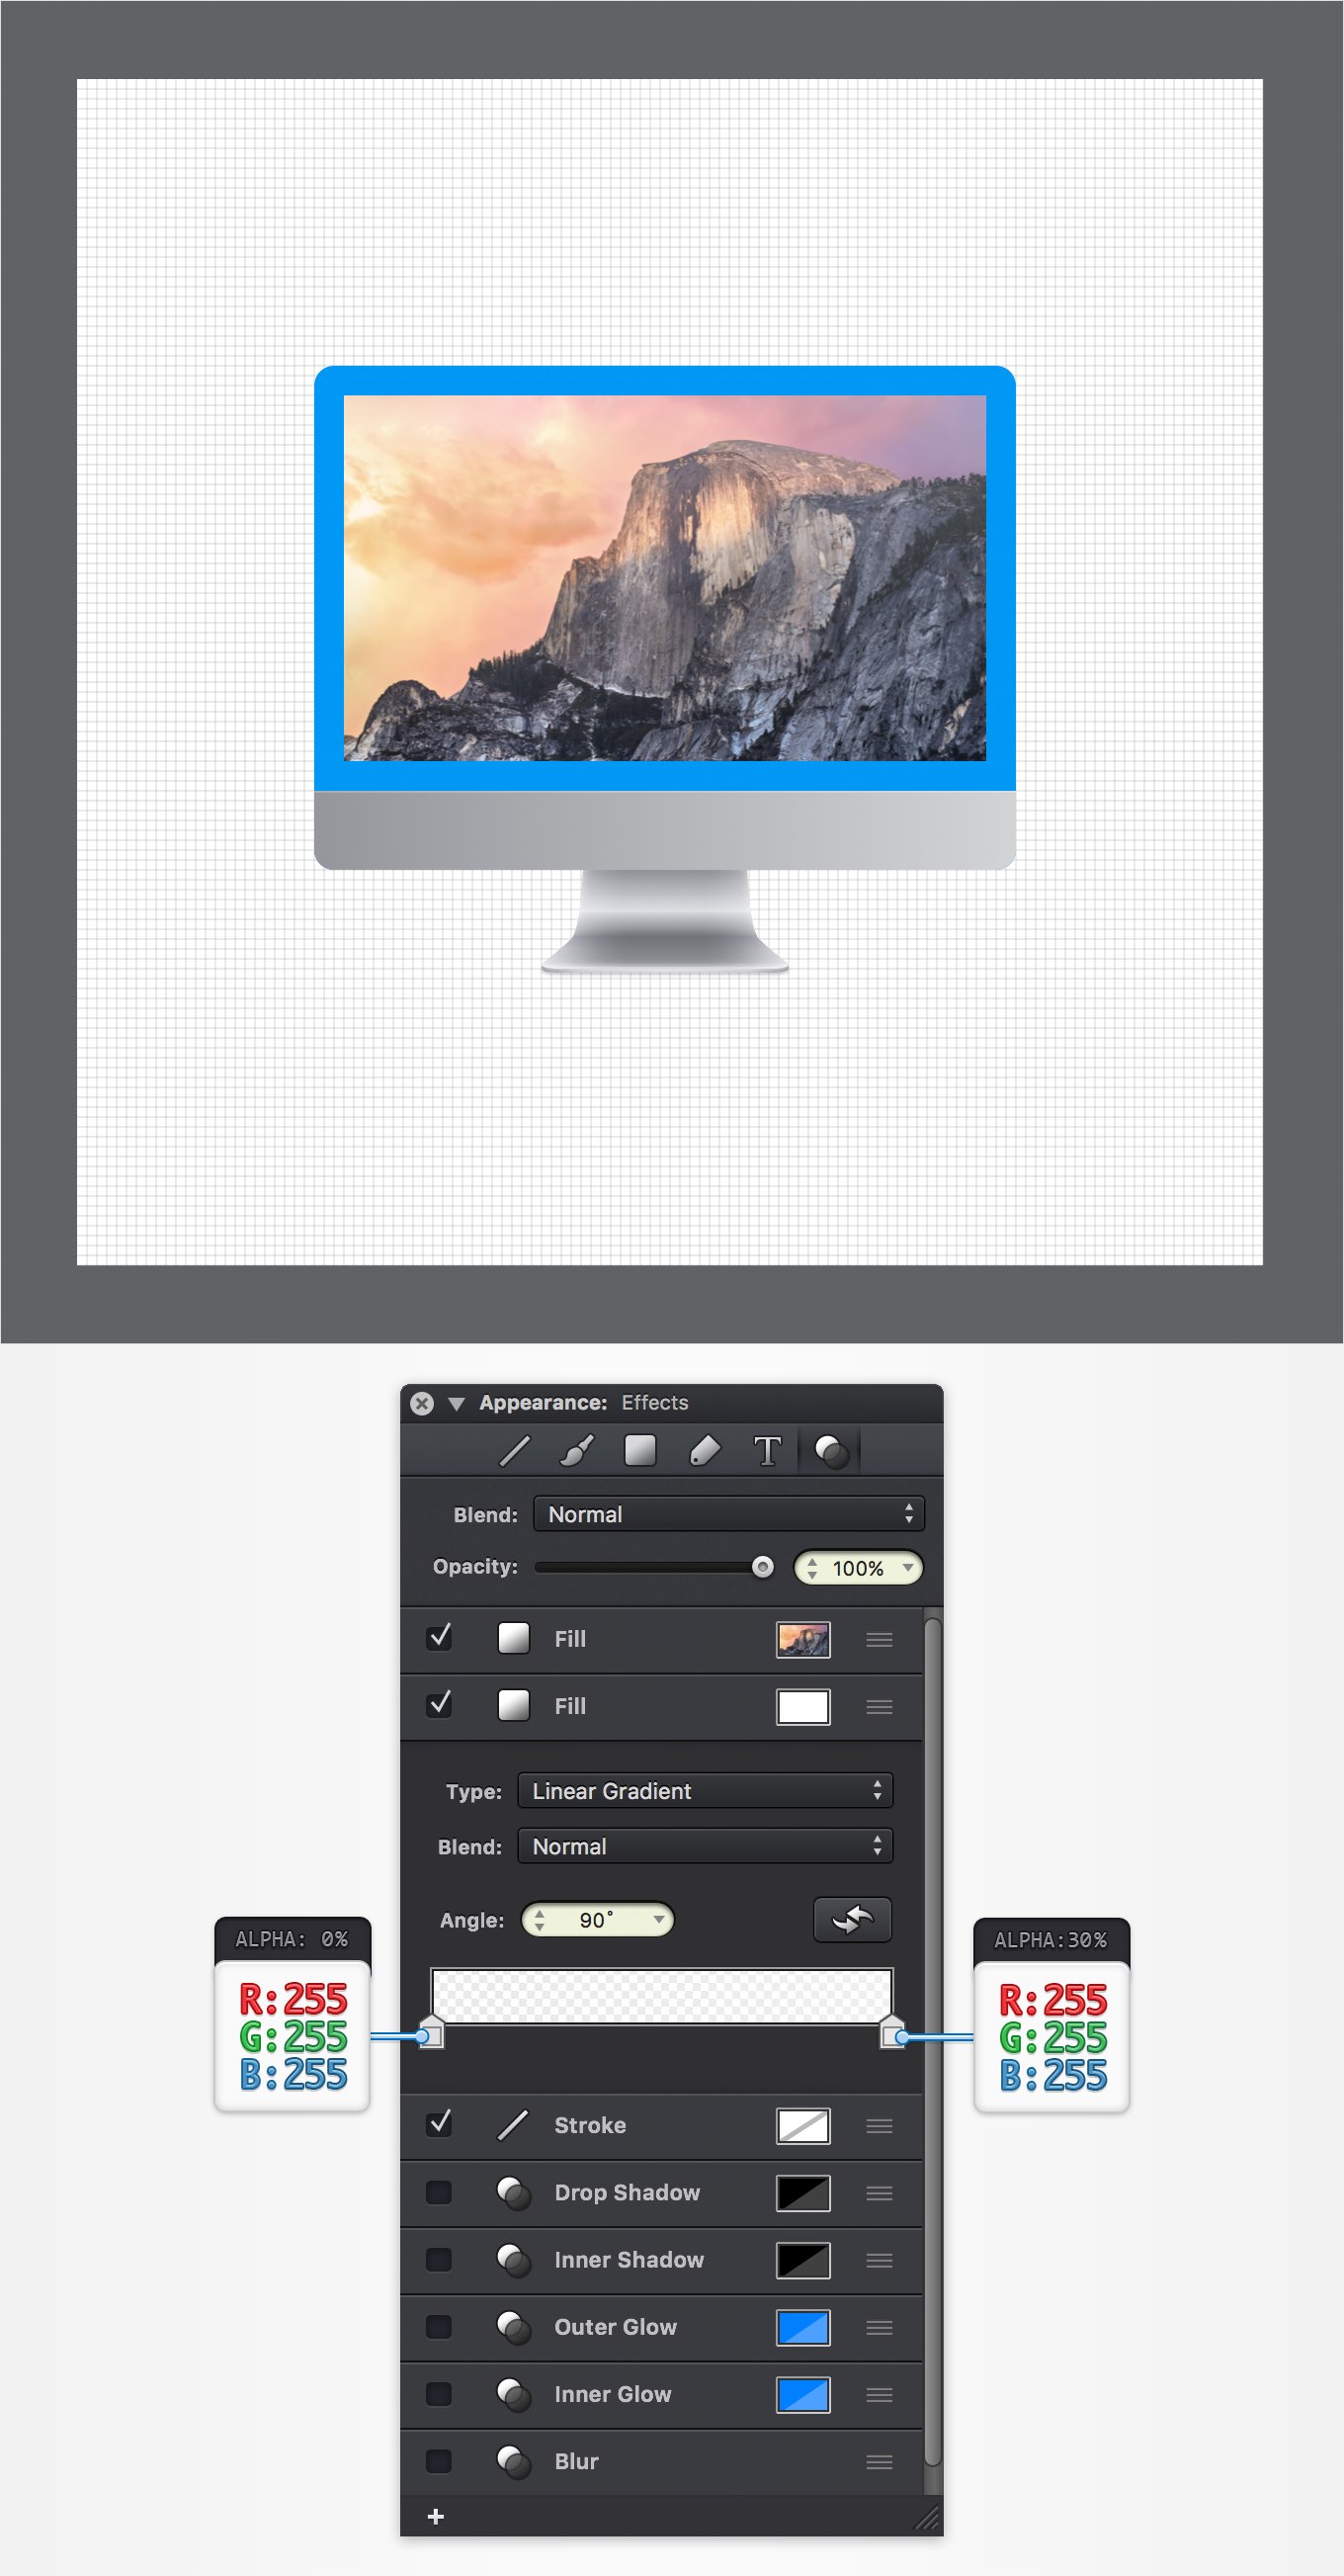 Appearance: Effects
T
Blend: Normal
Opacity: 100%
Fill
Fill
Type: Linear Gradient
Blend: Normal
Angle: 90°
ALPHA: 0%
R:255
G:255
B:255
ALPHA:30%
R:255
G:255
B:255
Stroke
Drop Shadow
Inner Shadow
Outer Glow
Inner Glow
Blur